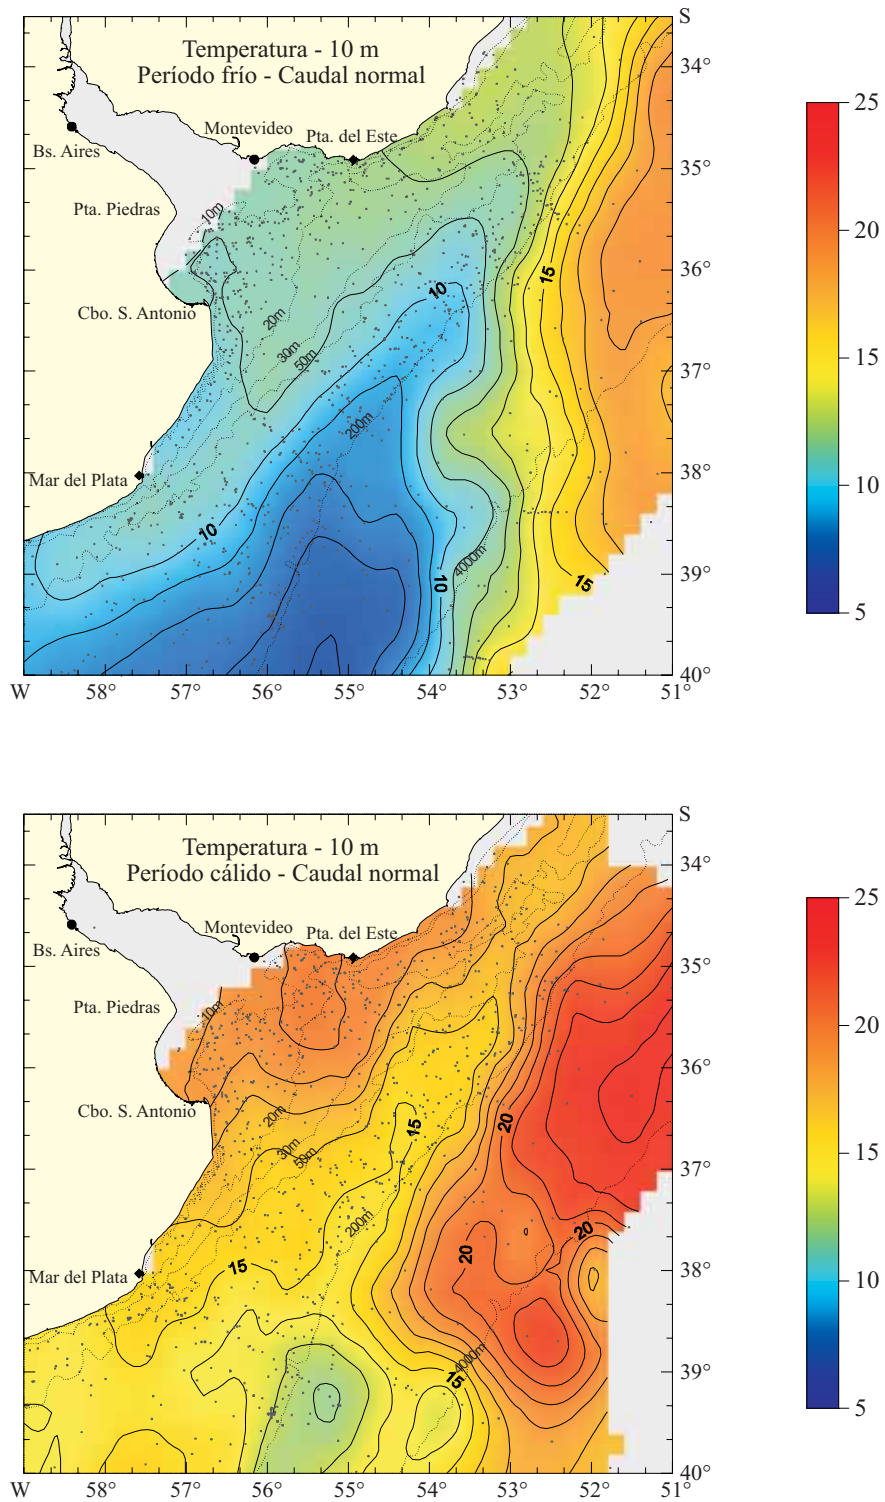 S
Temperatura - 10 m
Período frío - Caudal normal
34°
25
Montevideo
Pta. del Este
Bs. Aires
35°
20
Pta. Piedras
10m
36°
15
10
Cbo. S. Antonio
20m
30m
50m
15
37°
200m
Mar del Plata
38°
10
10
4000m
39°
10
15
5
40°
W
58°
57°
56°
55°
54°
53°
52°
51°
S
Temperatura - 10 m
Período cálido - Caudal normal
34°
25
Montevideo
Pta. del Este
Bs. Aires
35°
Pta. Piedras
10m
20
36°
Cbo. S. Antonio
20m
15
20
30m
50m
37°
15
200m
20
20
15
Mar del Plata
38°
10
4000m
39°
15
5
40°
W
58°
57°
56°
55°
54°
53°
52°
51°